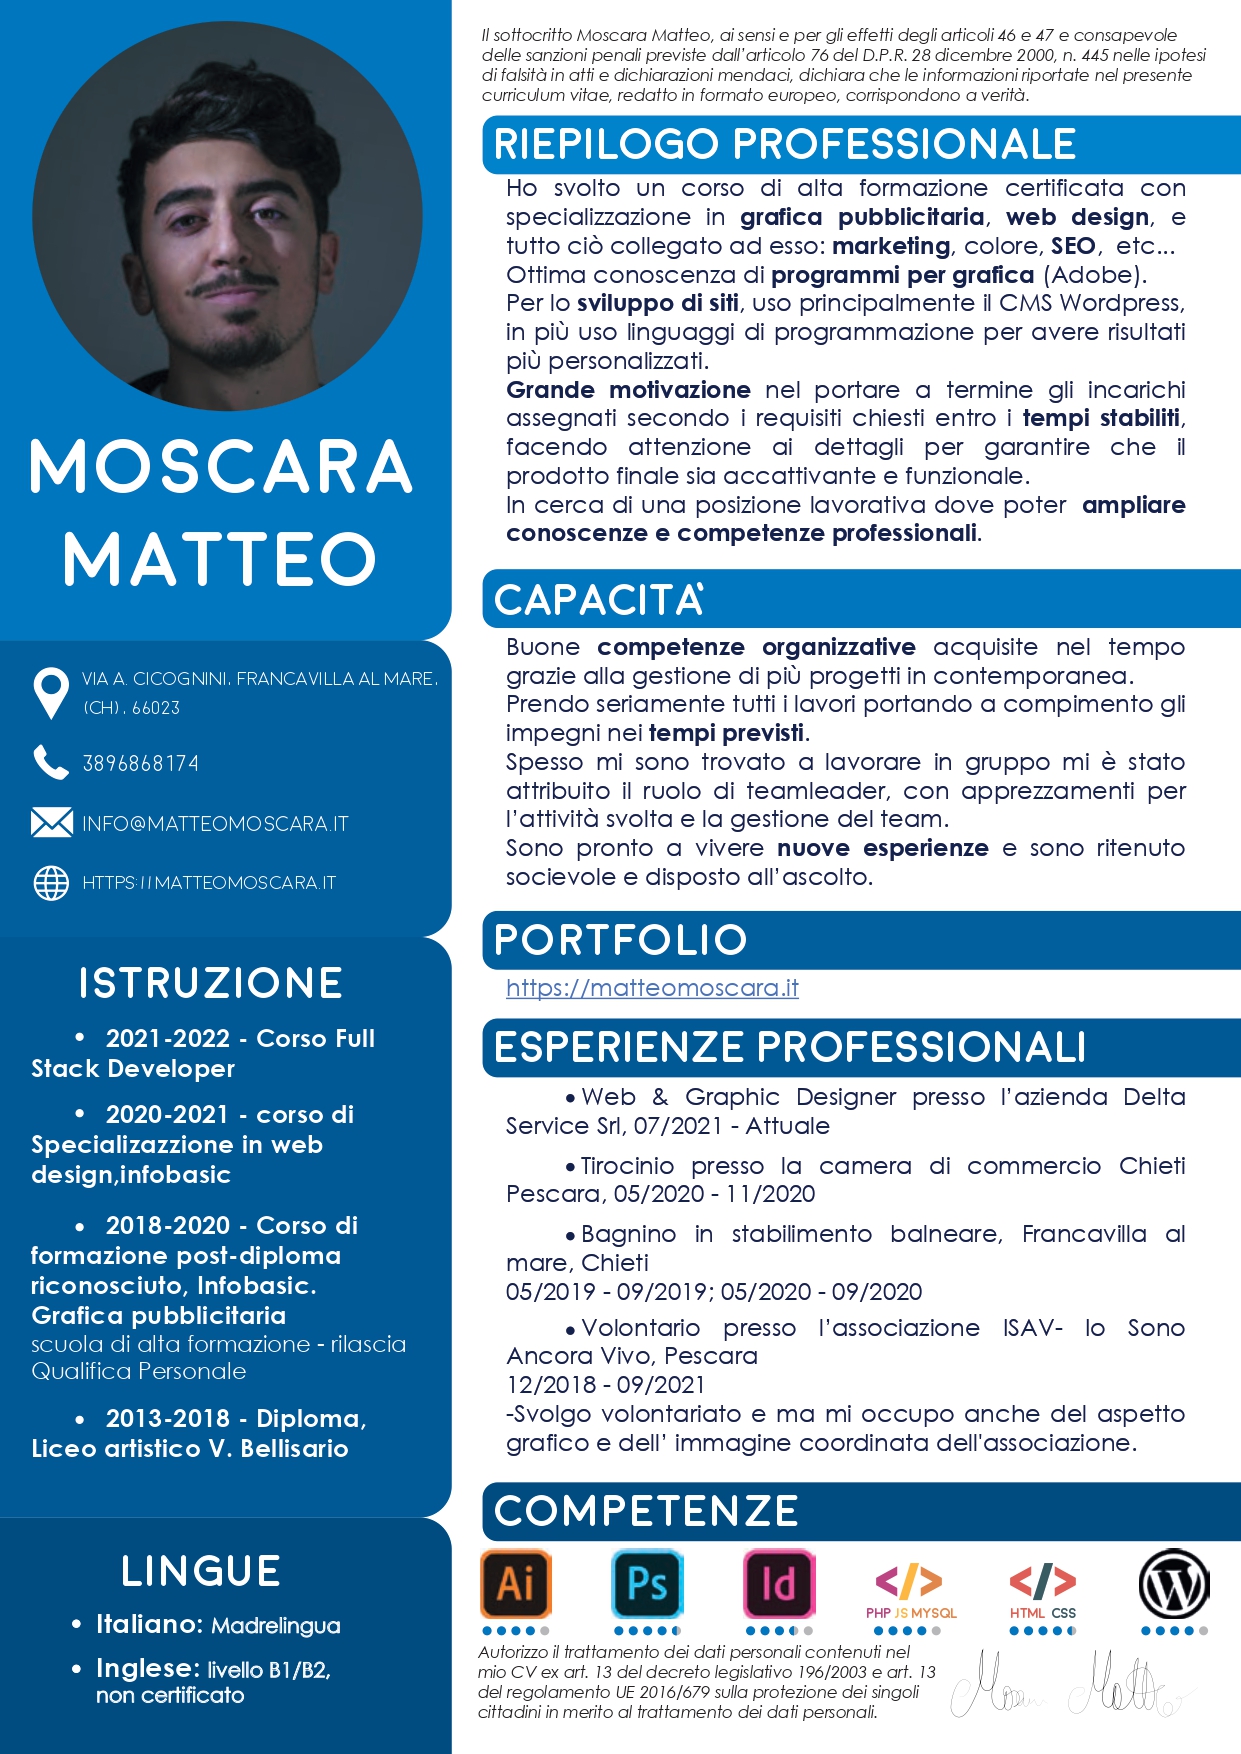 MOSCARA
MATTEO
VIA A. CICOGNINI, FRANCAVILLA AL MARE,
(CH), 66023
3896868174
INFO@MATTEOMOSCARA.IT
HTTPS://MATTEOMOSCARA.IT
ISTRUZIONE
• 2021-2022 - Corso Full
Stack Developer
• 2020-2021 - corso di
Specializazzione in web
design,infobasic
• 2018-2020 - Corso di
formazione post-diploma
riconosciuto, Infobasic.
Grafica pubblicitaria
scuola di alta formazione - rilascia
Qualifica Personale
• 2013-2018 - Diploma,
Liceo artistico V. Bellisario
LINGUE
• Italiano: Madrelingua
• Inglese: livello B1/B2,
non certificato
Il sottocritto Moscara Matteo, ai sensi e per gli effetti degli articoli 46 e 47 e consapevole
delle sanzioni penali previste dall'articolo 76 del D.P.R. 28 dicembre 2000, n. 445 nelle ipotesi
di falsità in atti e dichiarazioni mendaci, dichiara che le informazioni riportate nel presente
curriculum vitae, redatto in formato europeo, corrispondono a verità.
RIEPILOGO PROFESSIONALE
Ho svolto un corso di alta formazione certificata con
specializzazione in grafica pubblicitaria, web design, e
tutto ciò collegato ad esso: marketing, colore, SEO, etc...
Ottima conoscenza di programmi per grafica (Adobe).
Per lo sviluppo di siti, uso principalmente il CMS Wordpress,
in più uso linguaggi di programmazione per avere risultati
più personalizzati.
Grande motivazione nel portare a termine gli incarichi
assegnati secondo i requisiti chiesti entro i tempi stabiliti,
facendo attenzione ai dettagli per garantire che il
prodotto finale sia accattivante e funzionale.
In cerca di una posizione lavorativa dove poter ampliare
conoscenze e competenze professionali.
CAPACITÀ
Buone competenze organizzative acquisite nel tempo
grazie alla gestione di più progetti in contemporanea.
Prendo seriamente tutti i lavori portando a compimento gli
impegni nei tempi previsti.
Spesso mi sono trovato a lavorare in gruppo mi è stato
attribuito il ruolo di teamleader, con apprezzamenti per
l'attività svolta e la gestione del team.
Sono pronto a vivere nuove esperienze e sono ritenuto
socievole e disposto all'ascolto.
PORTFOLIO
https://matteomoscara.it
ESPERIENZE PROFESSIONALI
• Web & Graphic Designer presso l'azienda Delta
Service Srl, 07/2021 - Attuale
• Tirocinio presso la camera di commercio Chieti
Pescara, 05/2020 - 11/2020
• Bagnino in stabilimento balneare, Francavilla al
mare, Chieti
05/2019 - 09/2019; 05/2020 - 09/2020
• Volontario presso l'associazione ISAV- Io Sono
Ancora Vivo, Pescara
12/2018 - 09/2021
-Svolgo volontariato e ma mi occupo anche del aspetto
grafico e dell' immagine coordinata dell'associazione.
COMPETENZE
Ai Ps Id </> </> W
PHP JS MYSQL HTML CSS
Autorizzo il trattamento dei dati personali contenuti nel
mio CV ex art. 13 del decreto legislativo 196/2003 e art. 13
del regolamento UE 2016/679 sulla protezione dei singoli
cittadini in merito al trattamento dei dati personali.